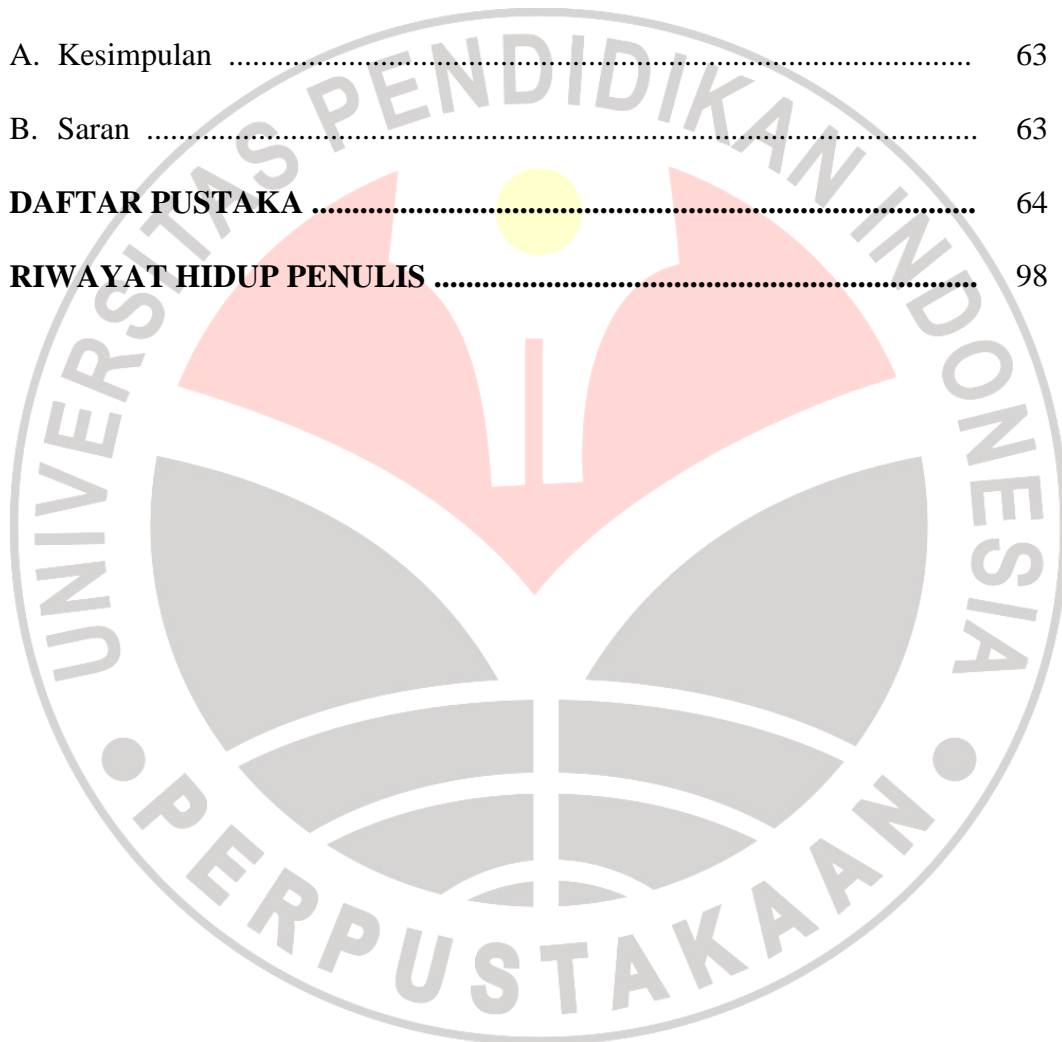 A. Kesimpulan ............................................................................................. 63
B. Saran ........................................................................................................ 63
DAFTAR PUSTAKA .................................................................................. 64
RIWAYAT HIDUP PENULIS .................................................................... 98
UNIVERSITAS PENDIDIKAN INDONESIA
PERPUSTAKAAN